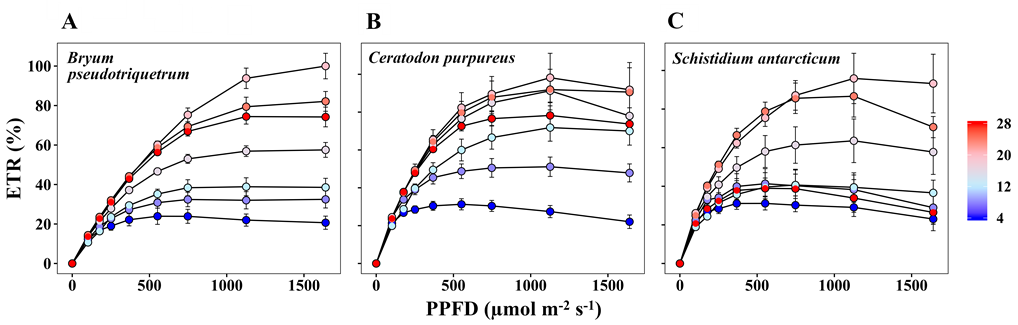 A
B
C
Bryum
pseudotriquetrum
Ceratodon purpureus
Schistidium antarcticum
ETR (%)
100
80
60
40
20
0
0 500 1000 1500
0 500 1000 1500
0 500 1000 1500
PPFD (µmol m-2 s-1)
28
20
12
4